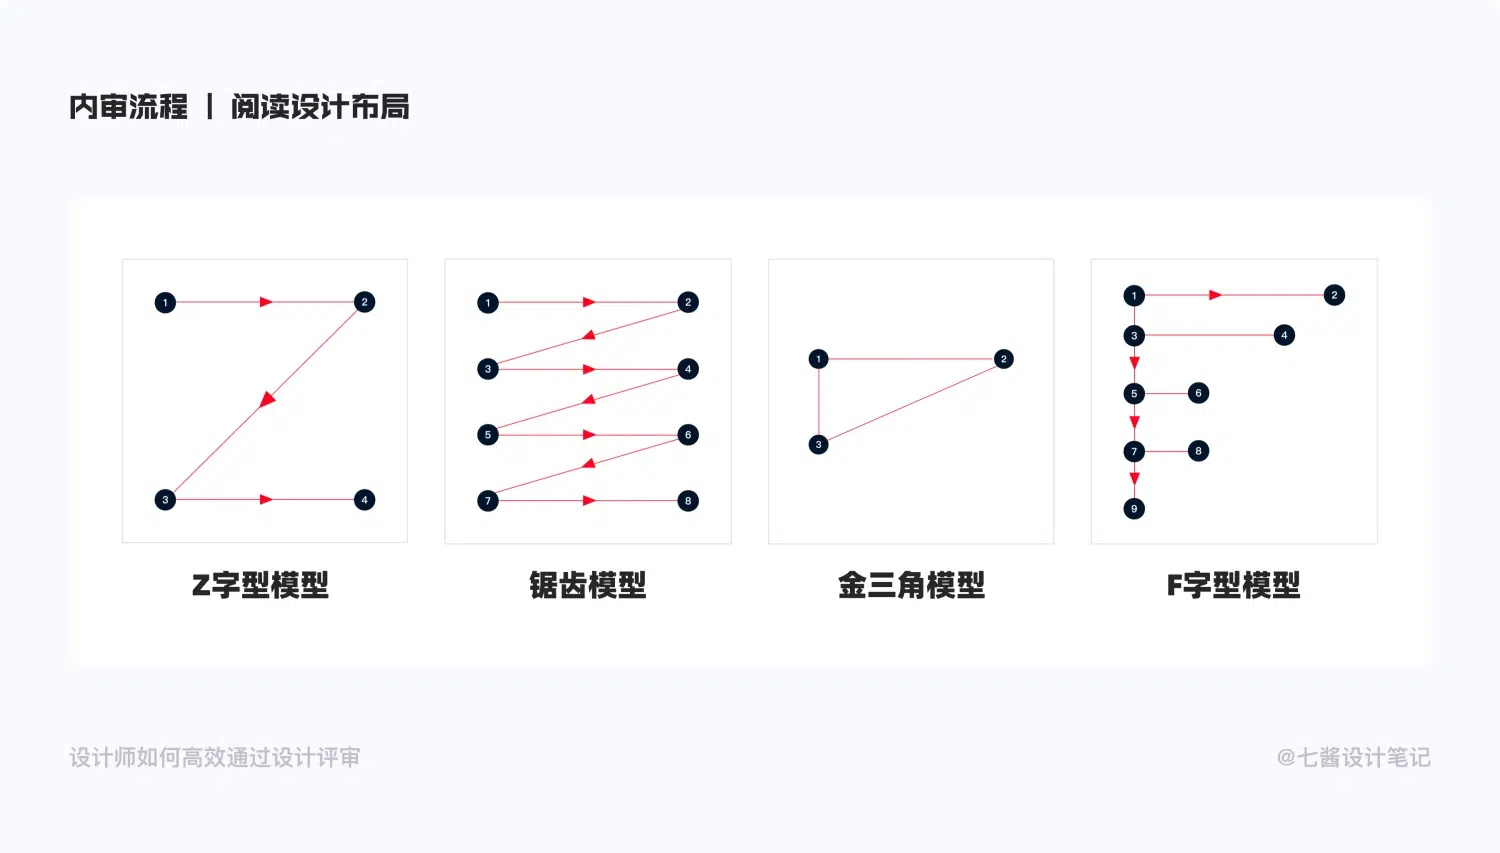 内审流程 | 阅读设计布局
1 2 3 4
1 2 3 4 5 6 7 8
1 2 3
1 2 3 4 5 6 7 8 9
Z字型模型
锯齿模型
金三角模型
F字型模型
设计师如何高效通过设计评审
@七酱设计笔记